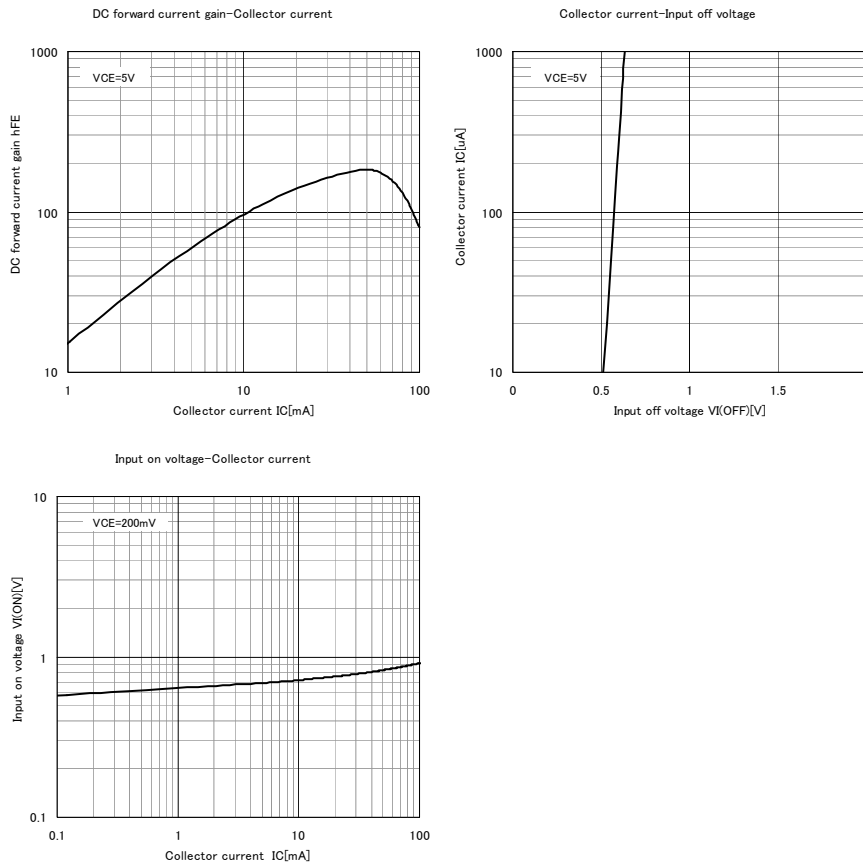 DC forward current gain-Collector current
1000
VCE=5V
DC forward current gain hFE
100
10
1
10
100
Collector current IC[mA]
Collector current-Input off voltage
1000
VCE=5V
Collector current IC[uA]
100
10
0
0.5
1
1.5
Input off voltage VI(OFF)[V]
Input on voltage-Collector current
10
VCE=200mV
Input on voltage VI(ON)[V]
1
0.1
0.1
1
10
100
Collector current IC[mA]